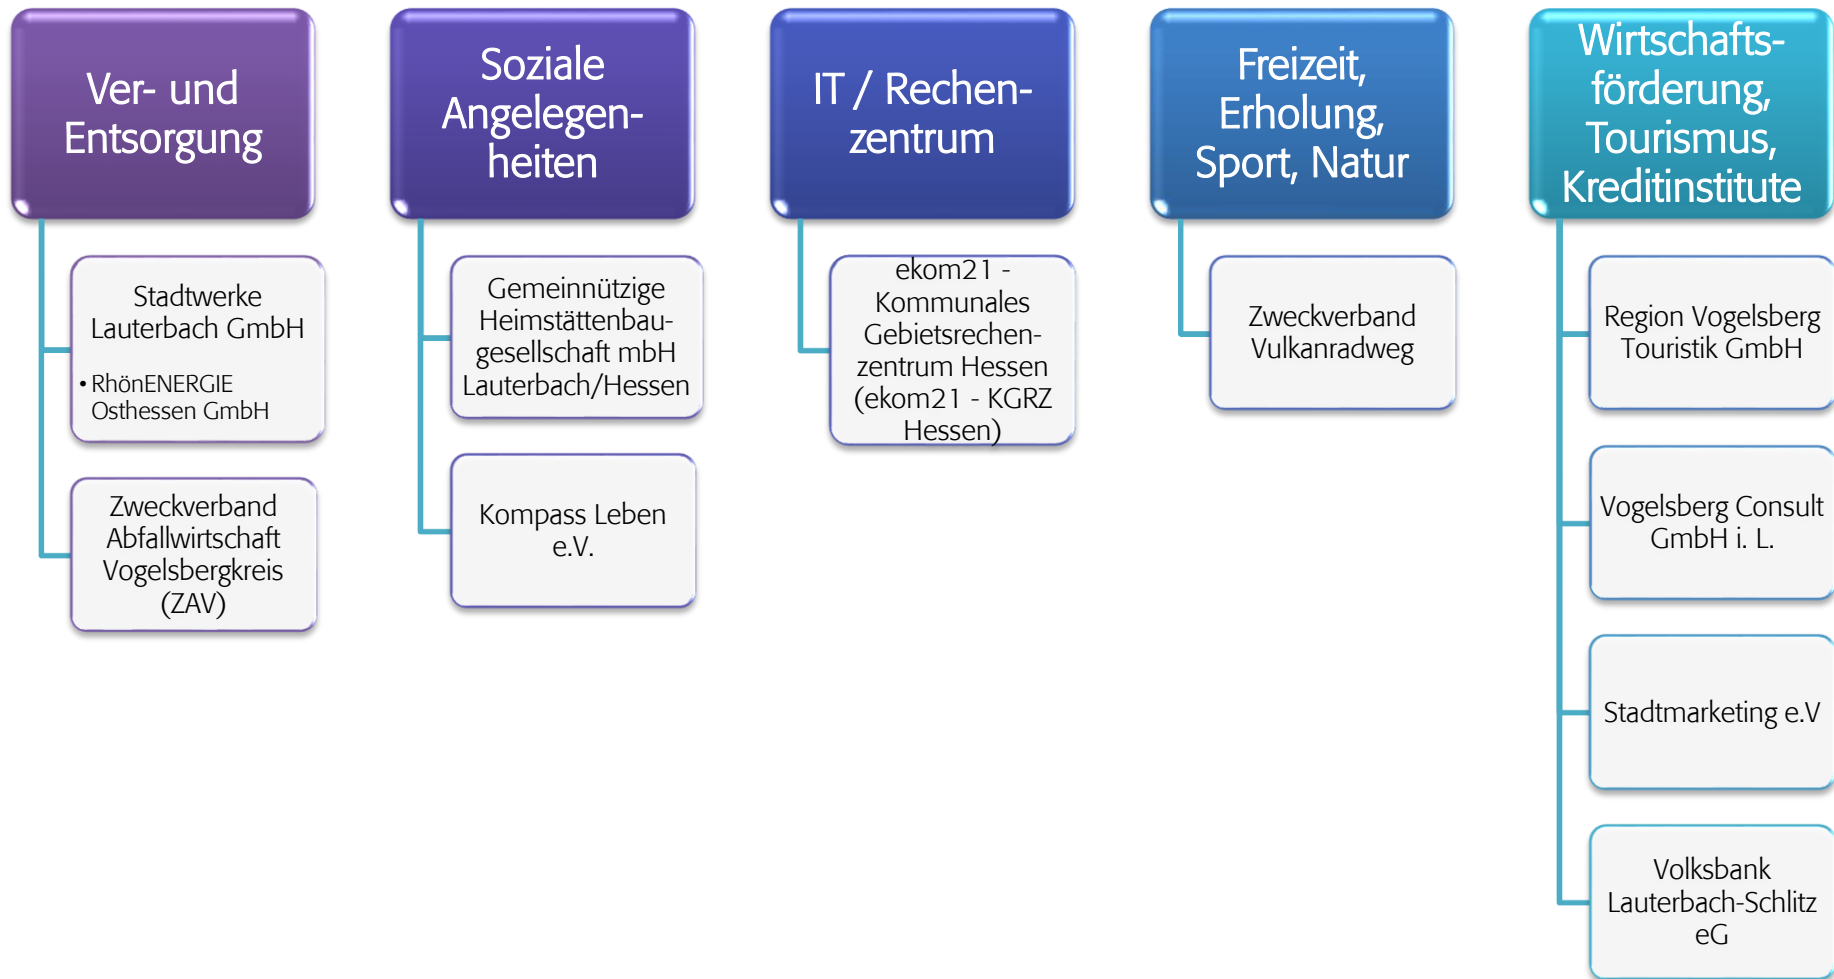 Ver- und
Entsorgung
Stadtwerke
Lauterbach GmbH
• RhönENERGIE
Osthessen GmbH
Zweckverband
Abfallwirtschaft
Vogelsbergkreis
(ZAV)
Soziale
Angelegen-
heiten
Gemeinnützige
Heimstättenbau-
gesellschaft mbH
Lauterbach/Hessen
Kompass Leben
e.V.
IT / Rechen-
zentrum
ekom21 -
Kommunales
Gebietsrechen-
zentrum Hessen
(ekom21 - KGRZ
Hessen)
Freizeit,
Erholung,
Sport, Natur
Zweckverband
Vulkanradweg
Wirtschafts-
förderung,
Tourismus,
Kreditinstitute
Region Vogelsberg
Touristik GmbH
Vogelsberg Consult
GmbH i. L.
Stadtmarketing e.V
Volksbank
Lauterbach-Schlitz
eG